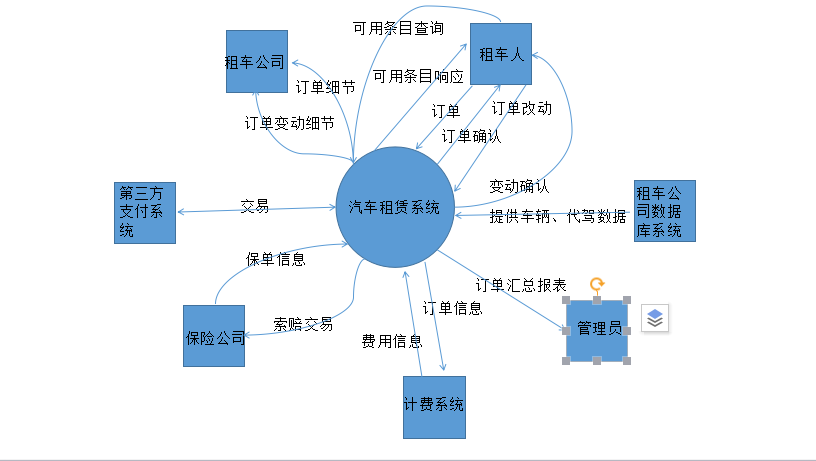 可用条目查询
租车公司
租车人
可用条目响应
订单细节
订单
订单改动
订单变动细节
订单确认
第三方
支付系
统
交易
汽车租赁系统
变动确认
提供车辆、代驾数据
租车公
司数据
库系统
保单信息
订单汇总报表
索赔交易
订单信息
管理员
保险公司
费用信息
计费系统